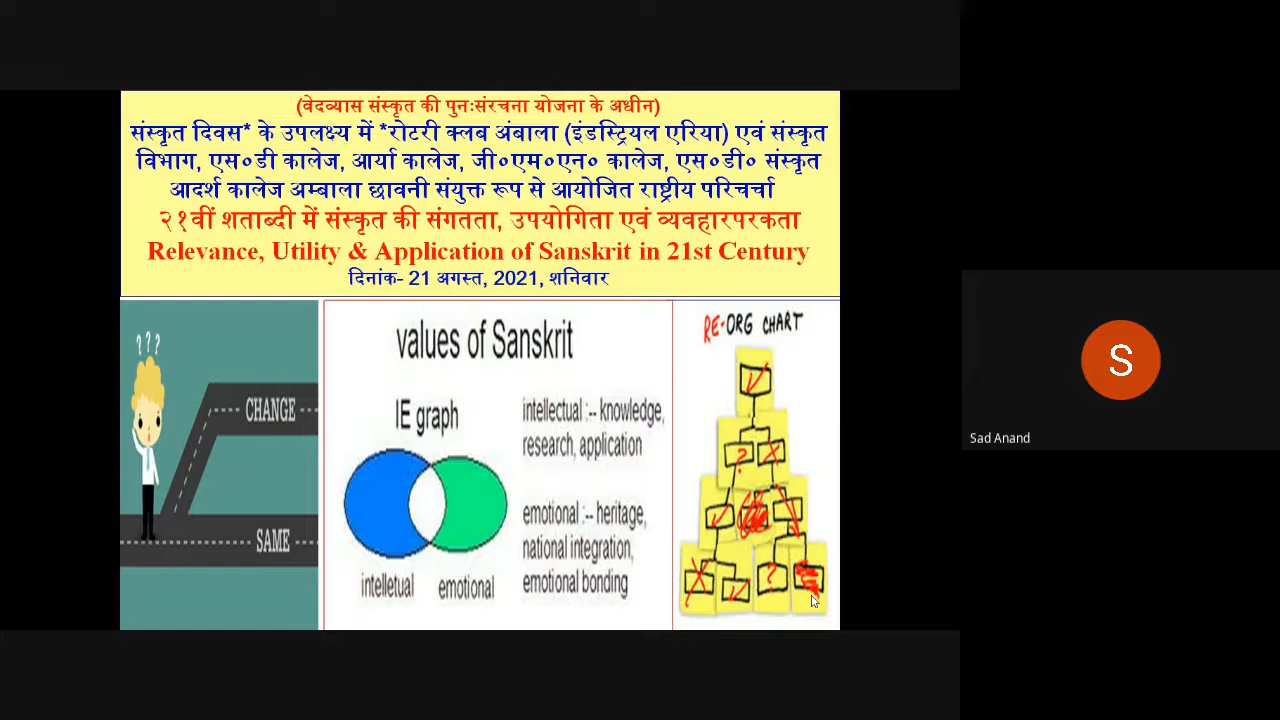 (वेदव्यास संस्कृत की पुनःसंरचना योजना के अधीन)
संस्कृत दिवस* के उपलक्ष्य में *रोटरी क्लब अंबाला (इंडस्ट्रियल एरिया) एवं संस्कृत
विभाग, एस०डी कालेज, आर्या कालेज, जी०एम०एन० कालेज, एस०डी० संस्कृत
आदर्श कालेज अम्बाला छावनी संयुक्त रूप से आयोजित राष्ट्रीय परिचर्चा
२१वीं शताब्दी में संस्कृत की संगतता, उपयोगिता एवं व्यवहारपरकता
Relevance, Utility & Application of Sanskrit in 21st Century
दिनांक- 21 अगस्त, 2021, शनिवार
? ? ?
CHANGE
SAME
values of Sanskrit
IE graph
intelletual
emotional
intellectual :-- knowledge,
research, application
emotional :-- heritage,
national integration,
emotional bonding
RE-ORG CHART
?
?
S
Sad Anand